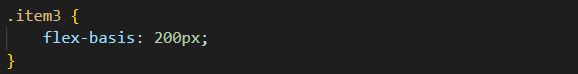 .item3 {
    flex-basis: 200px;
}